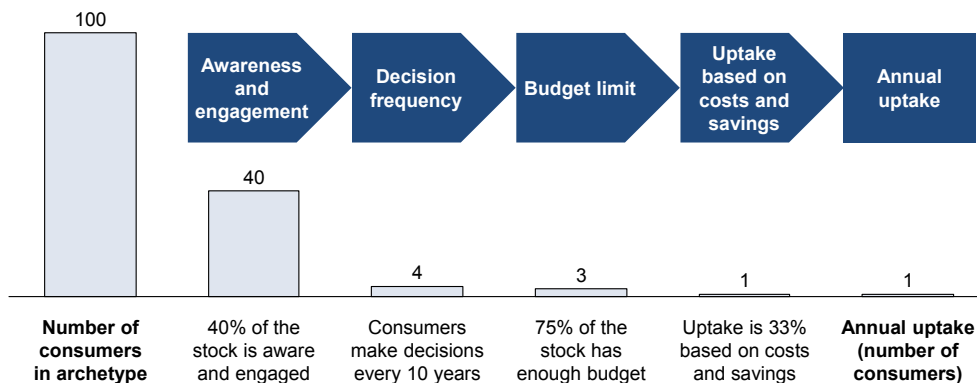 100
Awareness
and
engagement
Decision
frequency
Budget limit
Uptake
based on
costs and
savings
Annual
uptake
40
4
3
1
1
Number of
consumers
in archetype
40% of the
stock is aware
and engaged
Consumers
make decisions
every 10 years
75% of the
stock has
enough budget
Uptake is 33%
based on costs
and savings
Annual uptake
(number of
consumers)